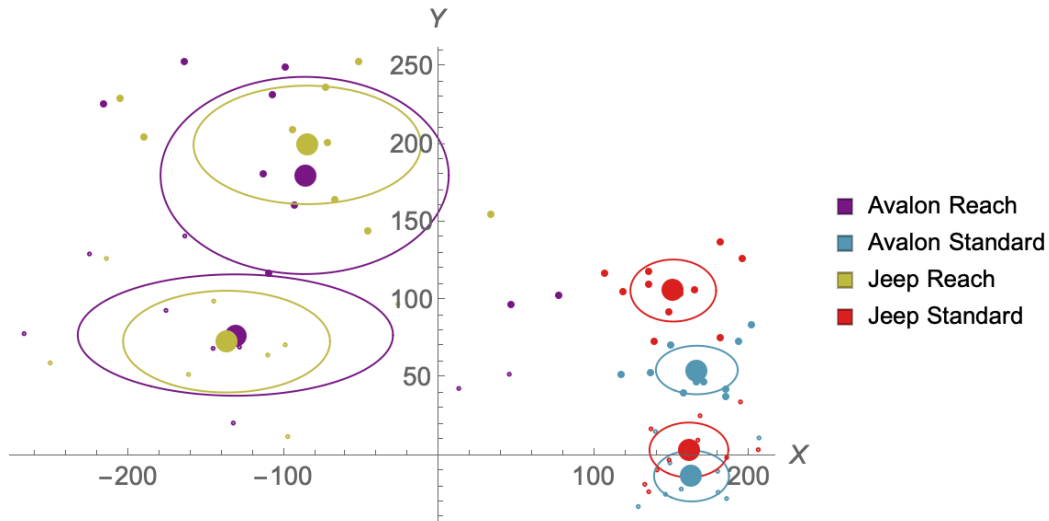 Y
250
200
150
100
50
−200 −100 100 200 X
Avalon Reach
Avalon Standard
Jeep Reach
Jeep Standard